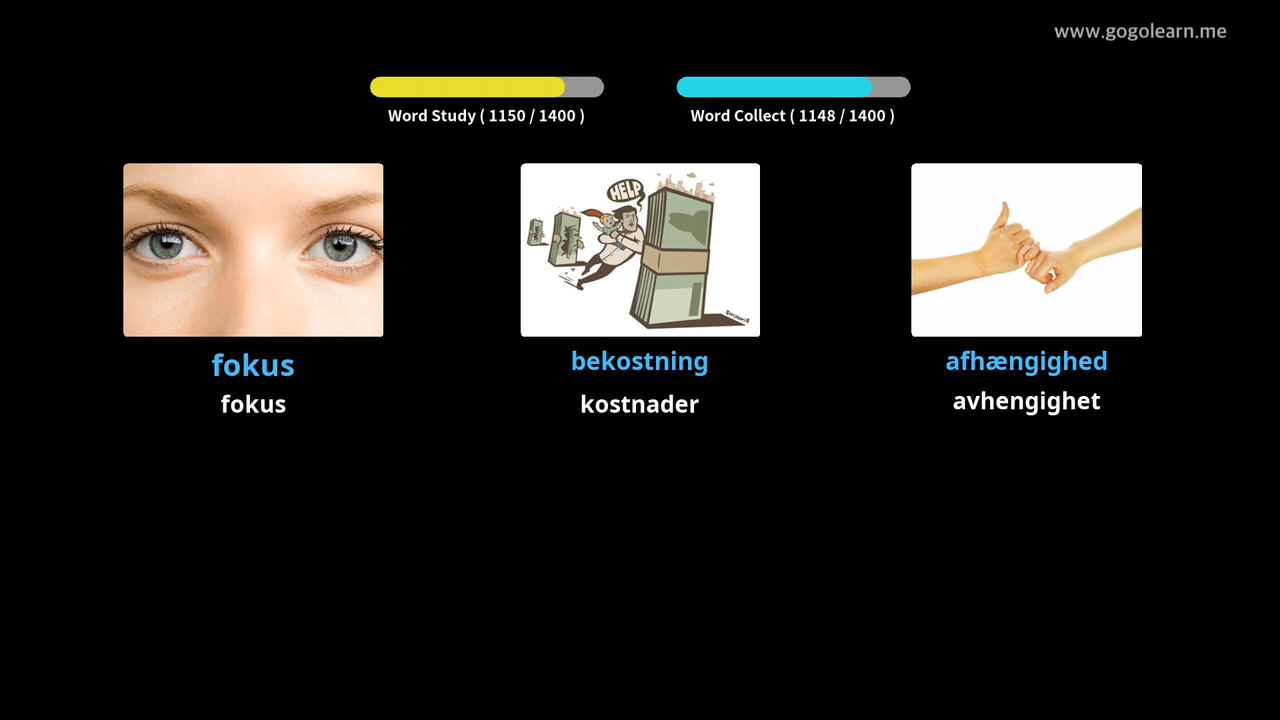 www.gogolearn.me
Word Study ( 1150 / 1400 )
Word Collect ( 1148 / 1400 )
HELP
fokus
bekostning
afhængighed
fokus
kostnader
avhengighet